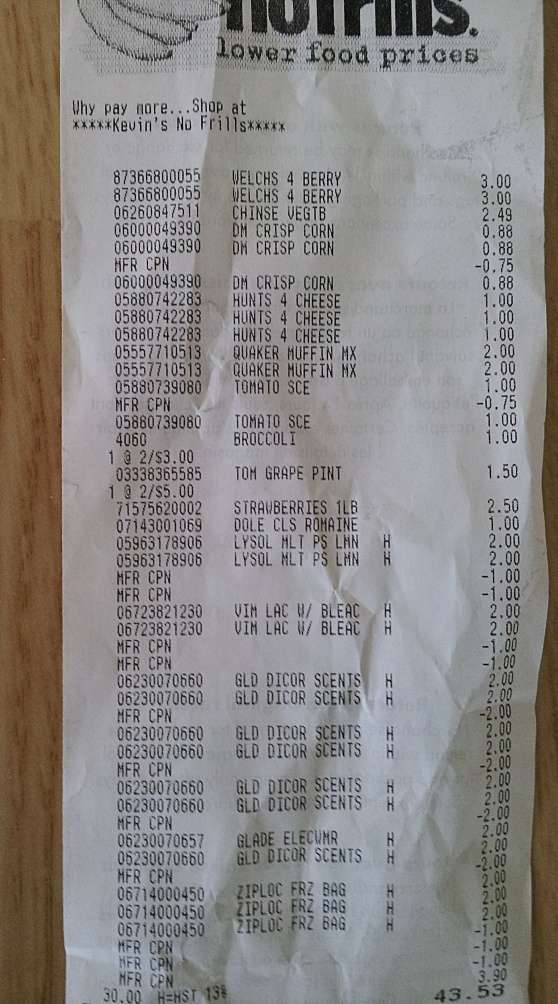 NOFRILLS.
lower food prices
Why pay more...Shop at
*****Kevin's No Frills*****
87366800055 WELCHS 4 BERRY 3.00
87366800055 WELCHS 4 BERRY 3.00
06260847511 CHINSE VEGTB 2.49
06000049390 DM CRISP CORN 0.88
06000049390 DM CRISP CORN 0.88
MFR CPN -0.75
06000049390 DM CRISP CORN 0.88
05880742283 HUNTS 4 CHEESE 1.00
05880742283 HUNTS 4 CHEESE 1.00
05880742283 HUNTS 4 CHEESE 1.00
05557710513 QUAKER MUFFIN MX 2.00
05557710513 QUAKER MUFFIN MX 2.00
05880739080 TOMATO SCE 1.00
MFR CPN -0.75
05880739080 TOMATO SCE 1.00
4060 BROCCOLI 1.00
1 @ 2/$3.00
03338365585 TOM GRAPE PINT 1.50
1 @ 2/$5.00
71575620002 STRAWBERRIES 1LB 2.50
07143001069 DOLE CLS ROMAINE 1.00
05963178906 LYSOL MLT PS LMN H 2.00
05963178906 LYSOL MLT PS LMN H 2.00
MFR CPN -1.00
MFR CPN -1.00
06723821230 VIM LAC W/ BLEAC H 2.00
06723821230 VIM LAC W/ BLEAC H 2.00
MFR CPN -1.00
MFR CPN -1.00
06230070660 GLD DICOR SCENTS H 2.00
06230070660 GLD DICOR SCENTS H 2.00
MFR CPN -2.00
06230070660 GLD DICOR SCENTS H 2.00
06230070660 GLD DICOR SCENTS H 2.00
MFR CPN -2.00
06230070660 GLD DICOR SCENTS H 2.00
06230070660 GLD DICOR SCENTS H 2.00
MFR CPN -2.00
06230070657 GLADE ELECWMR H 2.00
06230070660 GLD DICOR SCENTS H 2.00
MFR CPN -2.00
06714000450 ZIPLOC FRZ BAG H 2.00
06714000450 ZIPLOC FRZ BAG H 2.00
06714000450 ZIPLOC FRZ BAG H 2.00
MFR CPN -1.00
MFR CPN -1.00
MFR CPN -1.00
30.00 H=HST 13% 3.90
43.53